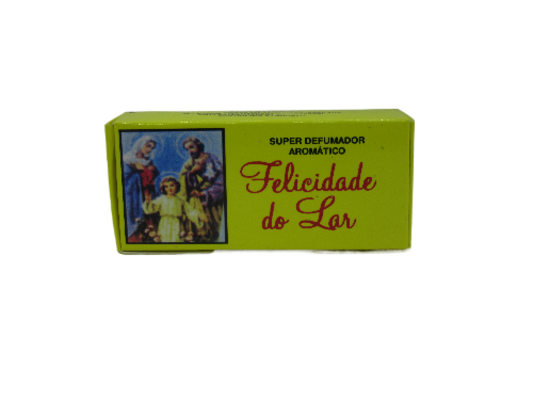 SUPER DEFUMADOR
AROMÁTICO
Felicidade
do Lar